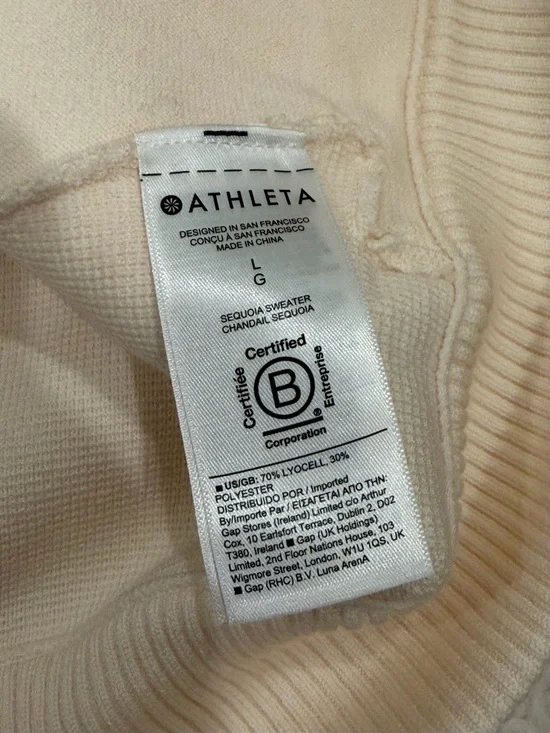 ATHLETA
DESIGNED IN SAN FRANCISCO
CONÇU À SAN FRANCISCO
MADE IN CHINA
L
G
SEQUOIA SWEATER
CHANDAIL SEQUOIA
Certified
Certifiée
B
Entreprise
®
Corporation
■ US/GB: 70% LYOCELL, 30%
POLYESTER
DISTRIBUIDO POR / Imported
By/Importe Par / ΕΙΣΑΓΕΤΑΙ ΑΠΟ ΤΗΝ:
Gap Stores (Ireland) Limited c/o Arthur
Cox, 10 Earlsfort Terrace, Dublin 2, D02
T380, Ireland ■ Gap (UK Holdings)
Limited, 2nd Floor Nations House, 103
Wigmore Street, London, W1U 1QS, UK
■ Gap (RHC) B.V. Luna ArenA